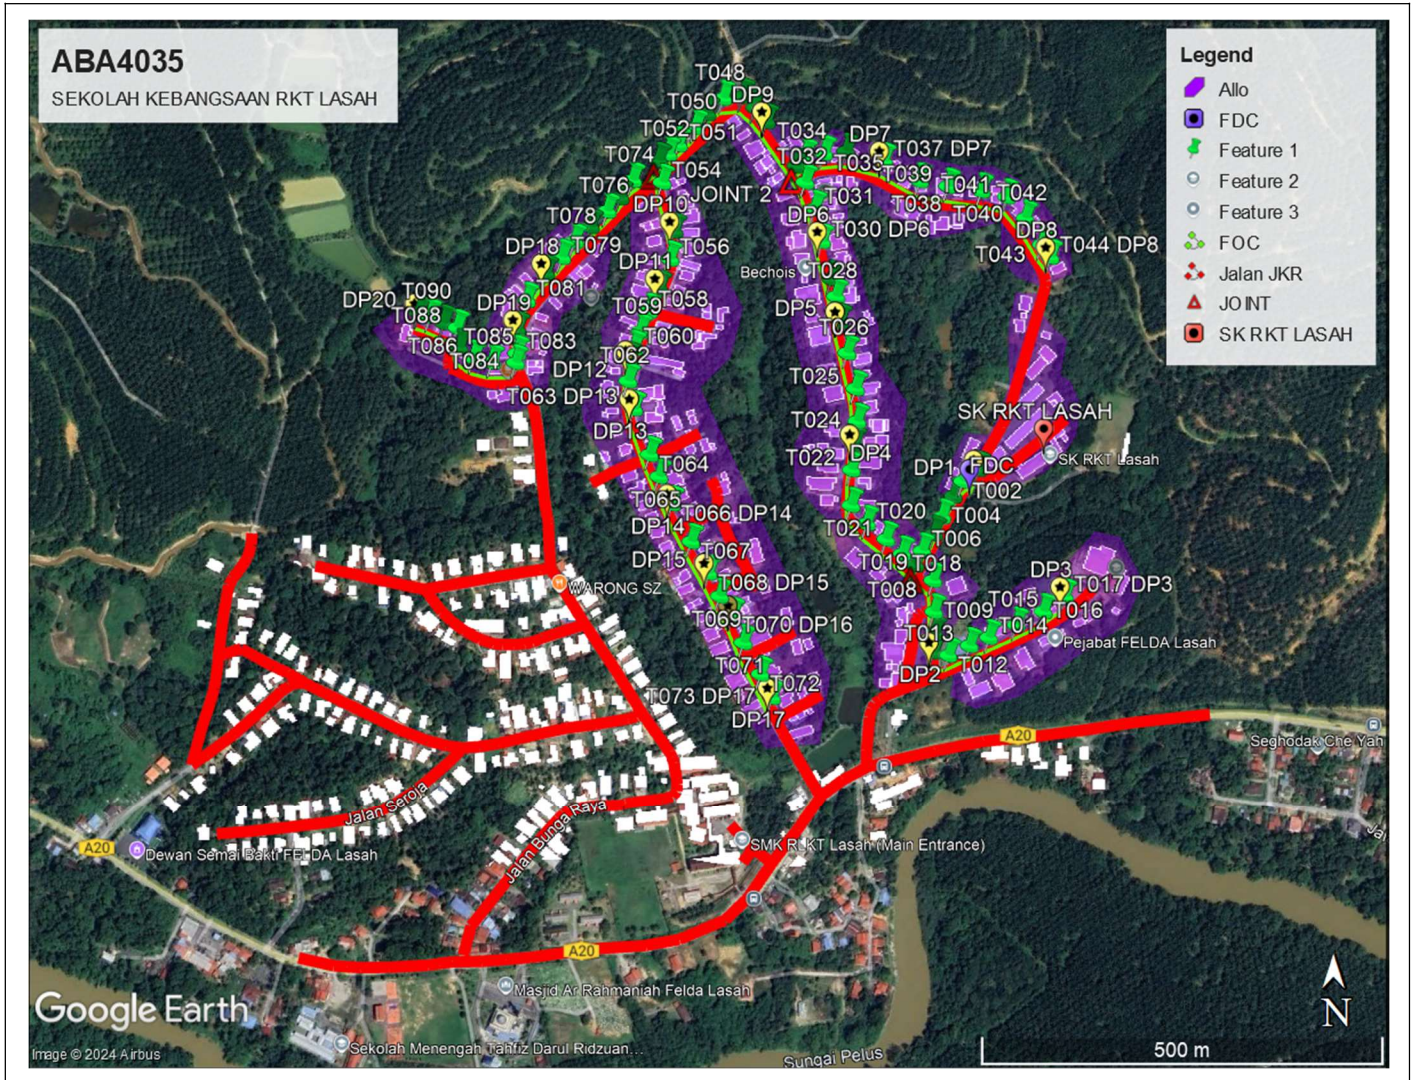 ABA4035
SEKOLAH KEBANGSAAN RKT LASAH
Legend
Allo
FDC
Feature 1
Feature 2
Feature 3
FOC
Jalan JKR
JOINT
SK RKT LASAH
T048
T050
DP9
T052
T051
T034
DP7
T037 DP7
T074
T054
T032
T035
T039
T041
T042
T076
JOINT 2
T031
T038
T040
DP10
T078
DP6
T030 DP6
DP8
T044 DP8
T043
T079
T056
DP18
DP11
Bechois
T028
T081
T058
DP20
T090
DP19
T059
DP5
T088
T026
T085
T083
T060
T086
T084
T062
DP12
T025
T063 DP13
SK RKT LASAH
DP13
T024
T022
DP4
DP1
FDC
SK RKT Lasah
T064
T002
T065
T066 DP14
T004
DP14
T020
T021
T006
T067
DP15
T019
T018
DP3
WARONG SZ
T068 DP15
T008
T017 DP3
T015
T009
T016
T069
T070 DP16
T014
T013
Pejabat FELDA Lasah
T071
T012
DP2
T072
T073 DP17
DP17
A20
Seghodak Che Yah
Jalan Seroja
Jalan Bunga Raya
A20
Dewan Semai Bakti FELDA Lasah
SMK RLKT Lasah (Main Entrance)
A20
Masjid Ar Rahmaniah Felda Lasah
Google Earth
N
Sekolah Menengah Tahfiz Darul Ridzuan...
Image © 2024 Airbus
Sungai Pelus
500 m